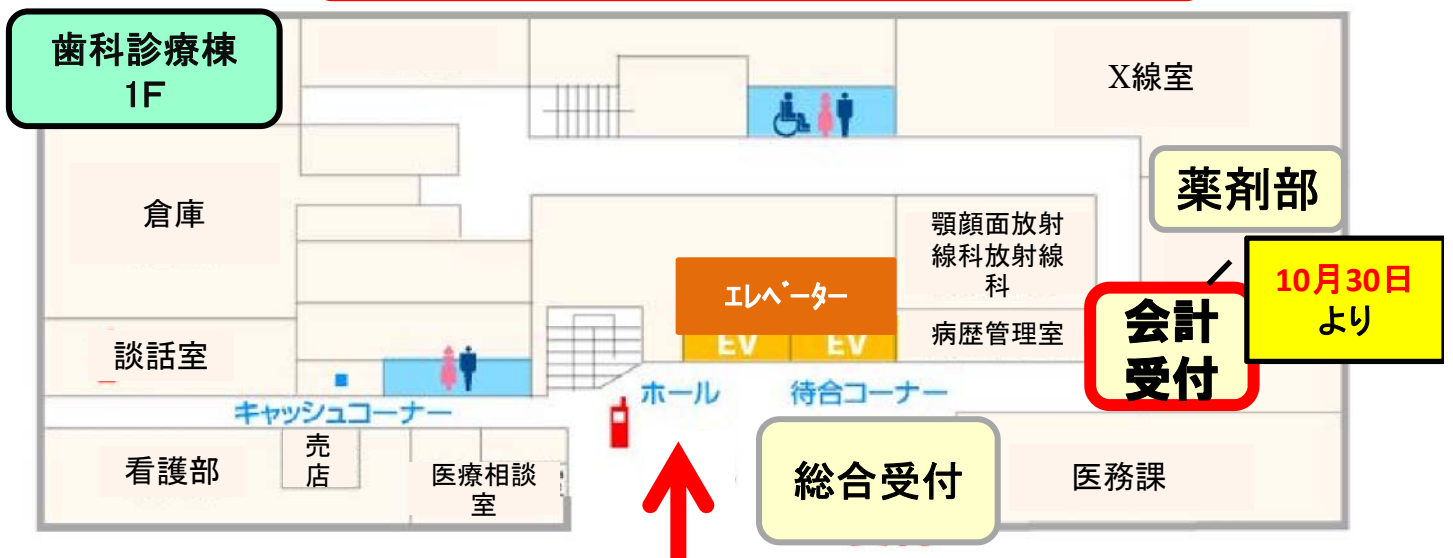 歯科診療棟
1F
X線室
薬剤部
倉庫
顎顔面放射
線科放射線
科
10月30日
より
エレベーター
EV
EV
病歴管理室
会計
受付
談話室
ホール
待合コーナー
キャッシュコーナー
売
店
看護部
医療相談
室
総合受付
医務課